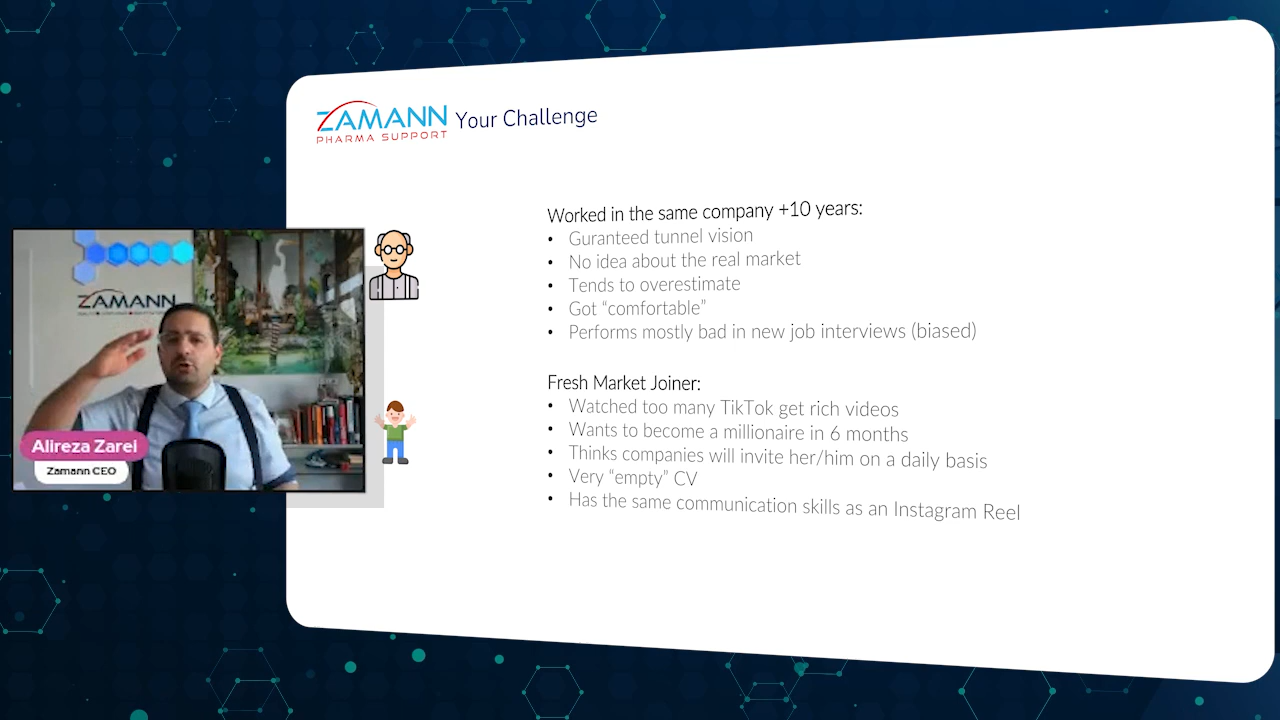 ZAMANN
PHARMA SUPPORT
Your Challenge
Worked in the same company +10 years:
• Guranteed tunnel vision
• No idea about the real market
• Tends to overestimate
• Got “comfortable”
• Performs mostly bad in new job interviews (biased)
Fresh Market Joiner:
• Watched too many TikTok get rich videos
• Wants to become a millionaire in 6 months
• Thinks companies will invite her/him on a daily basis
• Very “empty” CV
• Has the same communication skills as an Instagram Reel
ZAMANN
Alireza Zarei
Zamann CEO